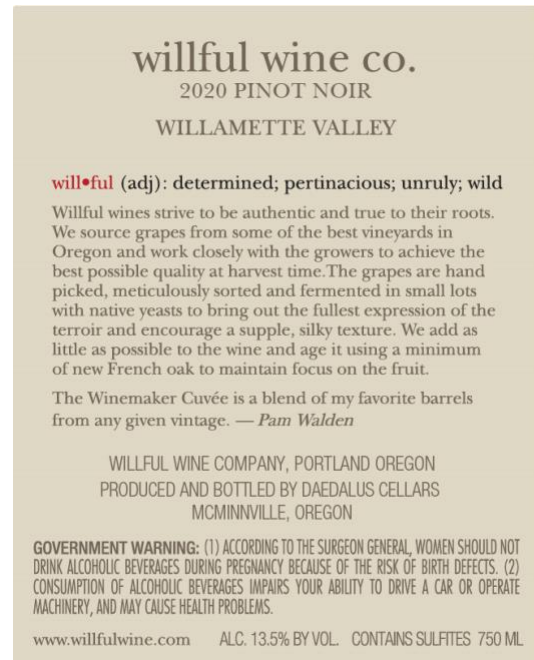 willful wine co.
2020 PINOT NOIR
WILLAMETTE VALLEY
will•ful (adj): determined; pertinacious; unruly; wild
Willful wines strive to be authentic and true to their roots.
We source grapes from some of the best vineyards in
Oregon and work closely with the growers to achieve the
best possible quality at harvest time.The grapes are hand
picked, meticulously sorted and fermented in small lots
with native yeasts to bring out the fullest expression of the
terroir and encourage a supple, silky texture. We add as
little as possible to the wine and age it using a minimum
of new French oak to maintain focus on the fruit.
The Winemaker Cuvée is a blend of my favorite barrels
from any given vintage. — Pam Walden
WILLFUL WINE COMPANY, PORTLAND OREGON
PRODUCED AND BOTTLED BY DAEDALUS CELLARS
MCMINNVILLE, OREGON
GOVERNMENT WARNING: (1) ACCORDING TO THE SURGEON GENERAL, WOMEN SHOULD NOT
DRINK ALCOHOLIC BEVERAGES DURING PREGNANCY BECAUSE OF THE RISK OF BIRTH DEFECTS. (2)
CONSUMPTION OF ALCOHOLIC BEVERAGES IMPAIRS YOUR ABILITY TO DRIVE A CAR OR OPERATE
MACHINERY, AND MAY CAUSE HEALTH PROBLEMS.
www.willfulwine.com ALC. 13.5% BY VOL. CONTAINS SULFITES 750 ML